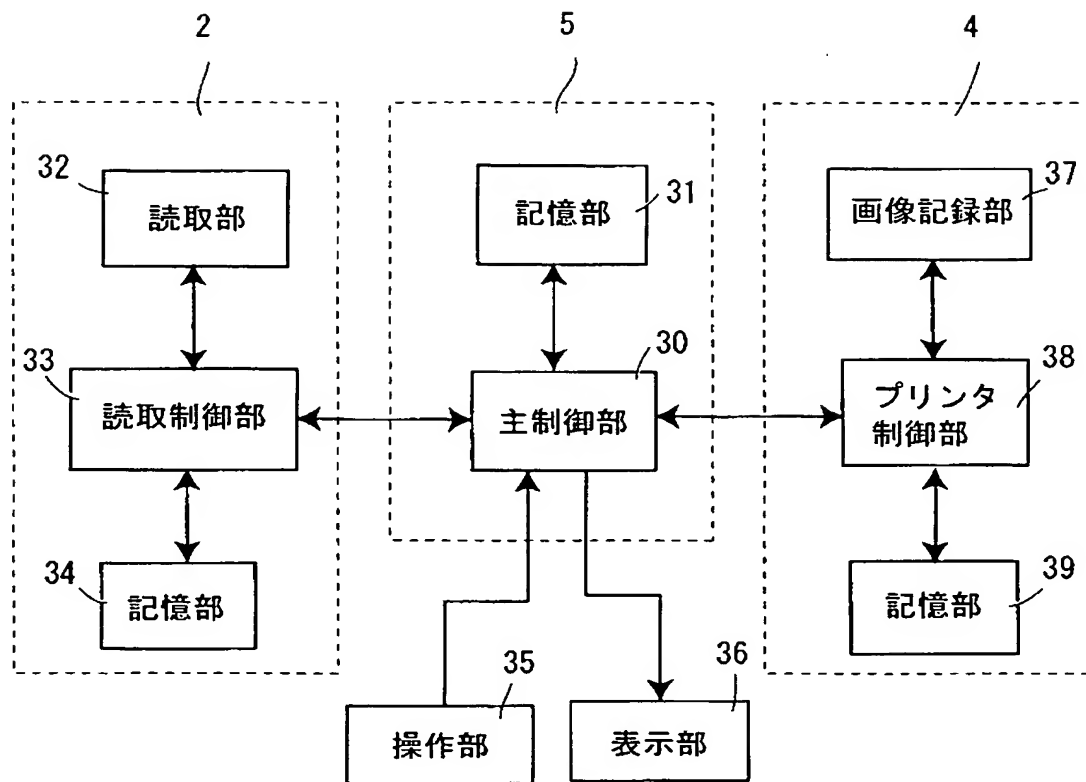 2
5
4
32
読取部
31
記憶部
37
画像記録部
33
読取制御部
30
主制御部
38
プリンタ
制御部
34
記憶部
39
記憶部
35
操作部
36
表示部